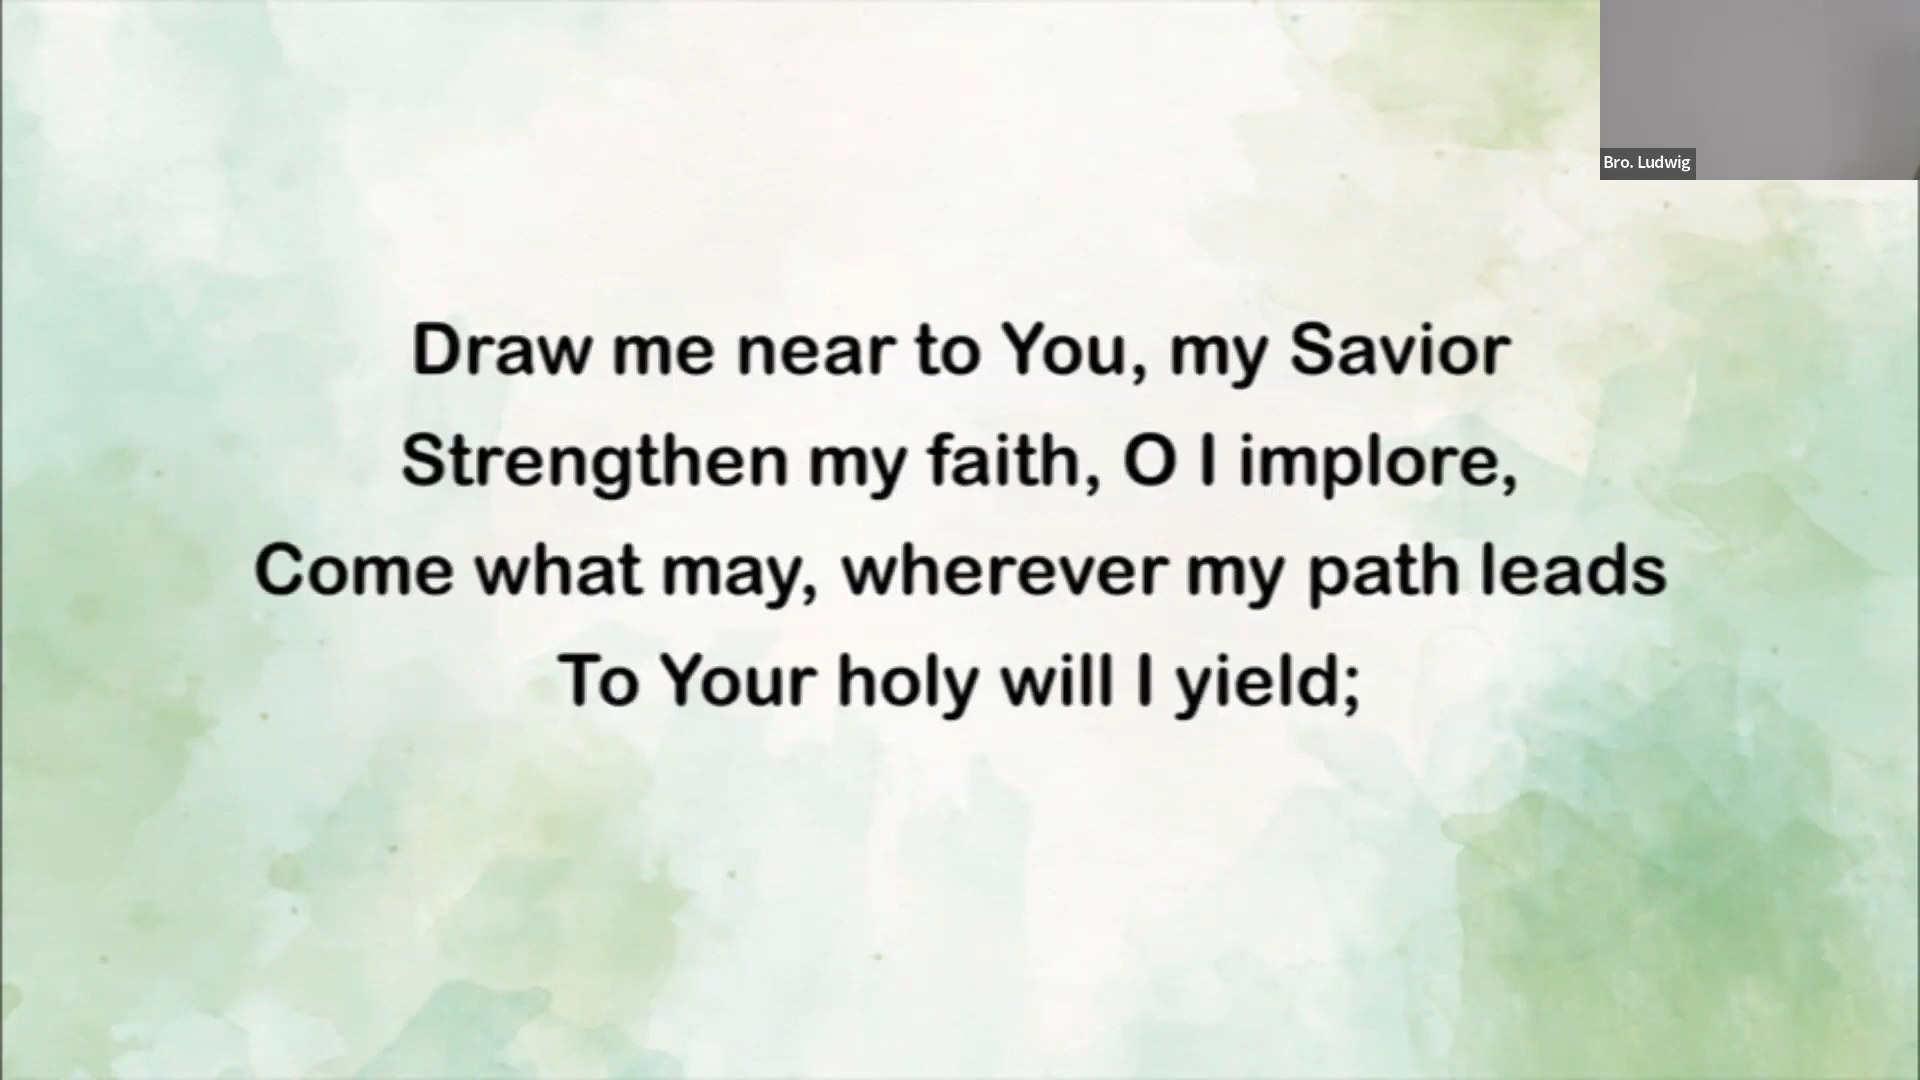 Bro. Ludwig
Draw me near to You, my Savior
Strengthen my faith, O I implore,
Come what may, wherever my path leads
To Your holy will I yield;